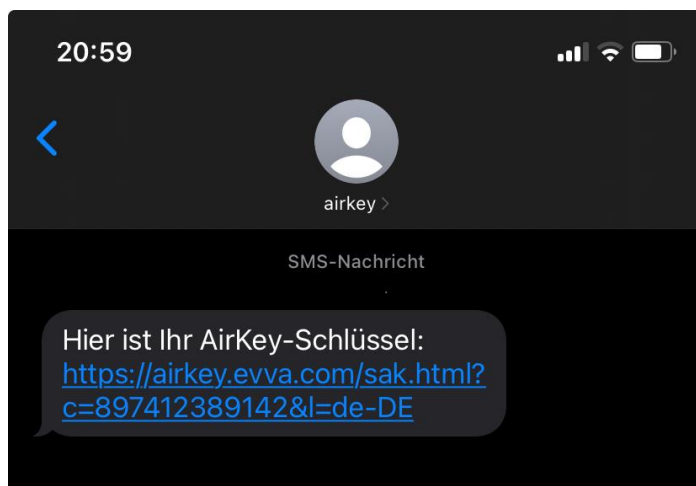 20:59
airkey >
SMS-Nachricht
Hier ist Ihr AirKey-Schlüssel:
https://airkey.evva.com/sak.html?
c=897412389142&l=de-DE